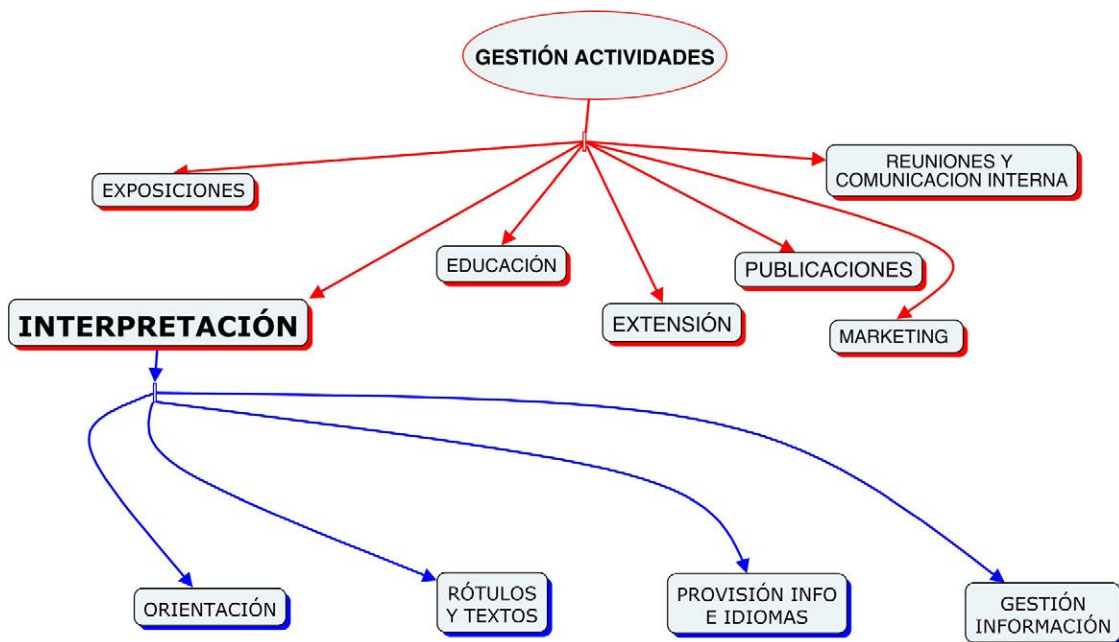 GESTIÓN ACTIVIDADES
REUNIONES Y
COMUNICACION INTERNA
EXPOSICIONES
EDUCACIÓN
PUBLICACIONES
INTERPRETACIÓN
EXTENSIÓN
MARKETING
ORIENTACIÓN
RÓTULOS
Y TEXTOS
PROVISIÓN INFO
E IDIOMAS
GESTIÓN
INFORMACIÓN